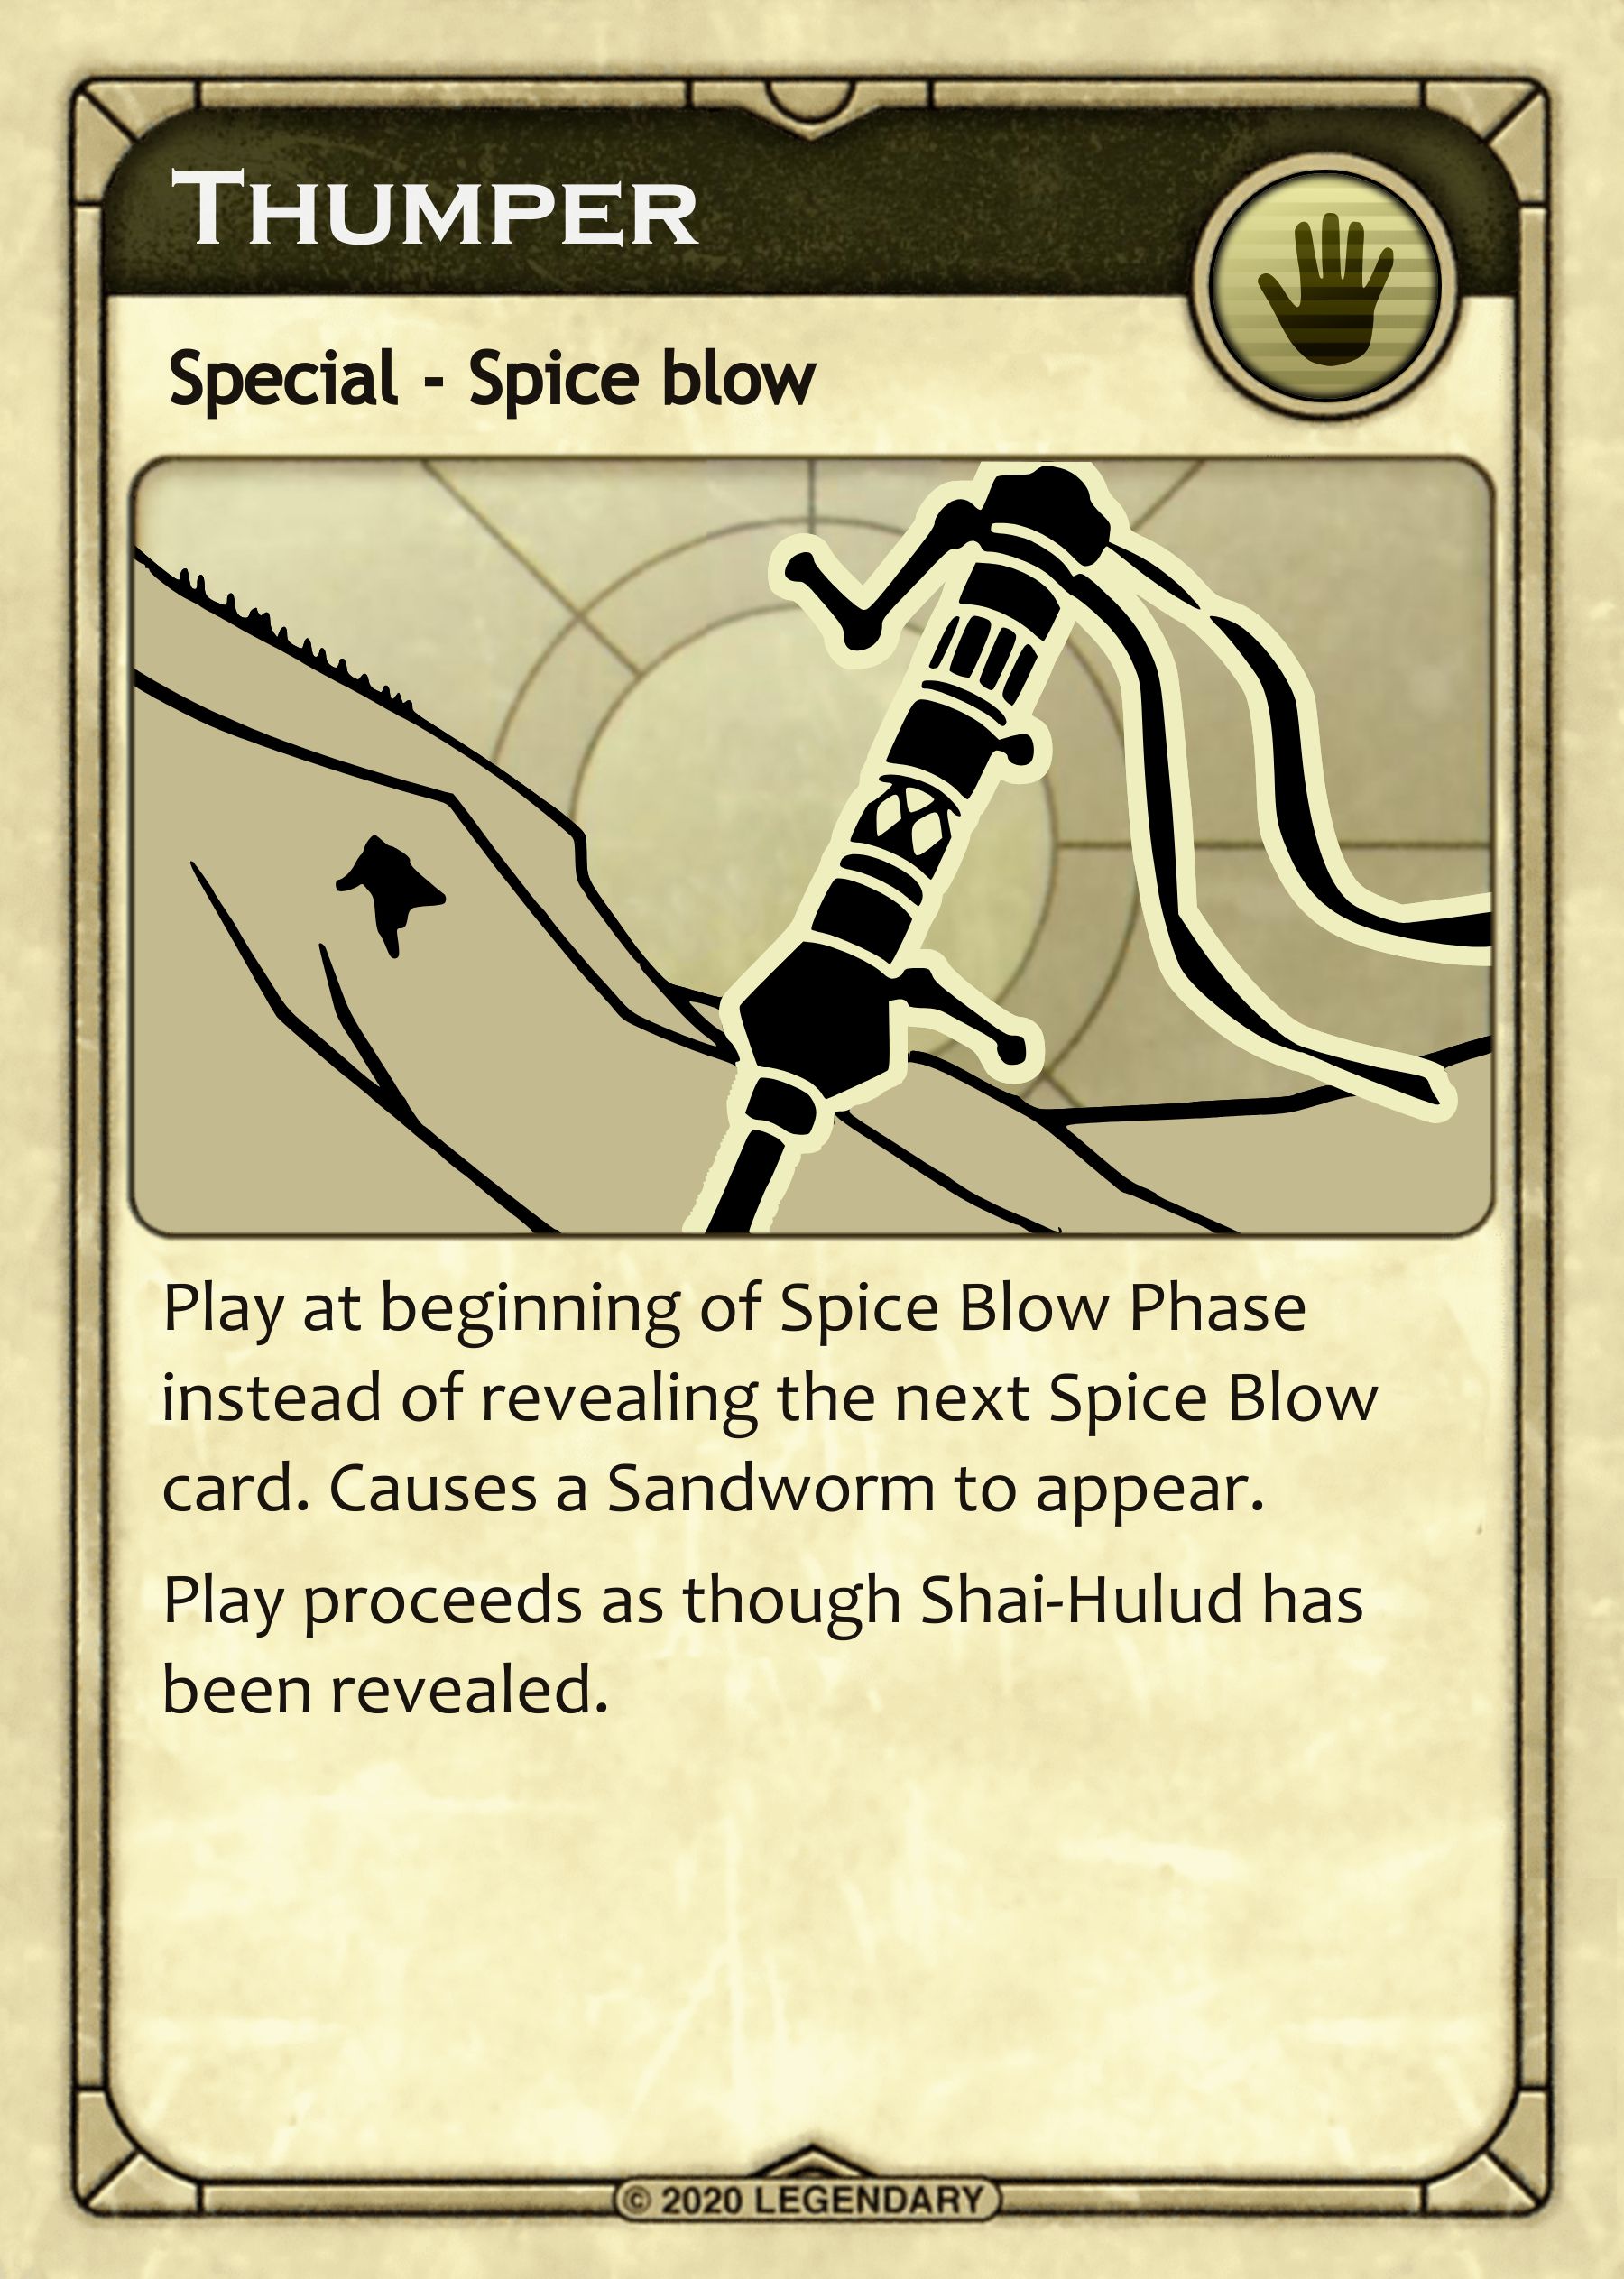 THUMPER
Special - Spice blow
Play at beginning of Spice Blow Phase
instead of revealing the next Spice Blow
card. Causes a Sandworm to appear.
Play proceeds as though Shai-Hulud has
been revealed.
© 2020 LEGENDARY